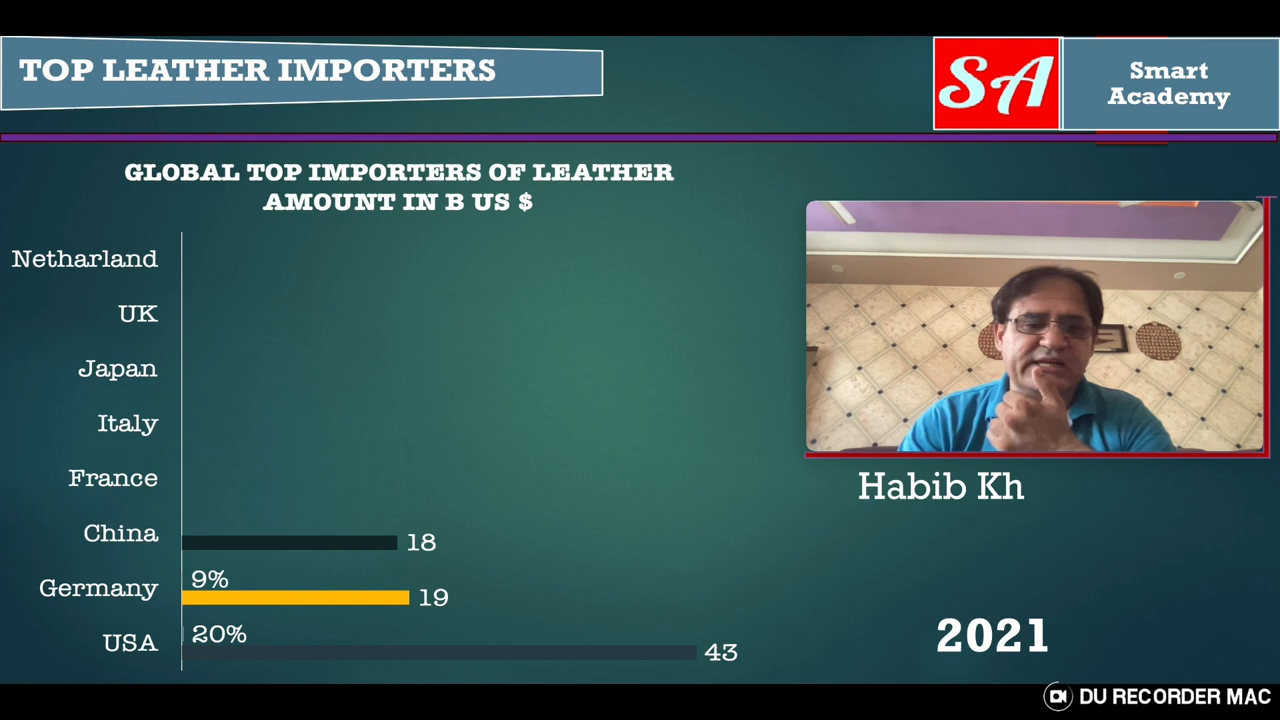 TOP LEATHER IMPORTERS
SA
Smart
Academy
GLOBAL TOP IMPORTERS OF LEATHER
AMOUNT IN B US $
Netharland
UK
Japan
Italy
France
China
18
Germany
9%
19
USA
20%
43
Habib Kh
2021
DU RECORDER MAC